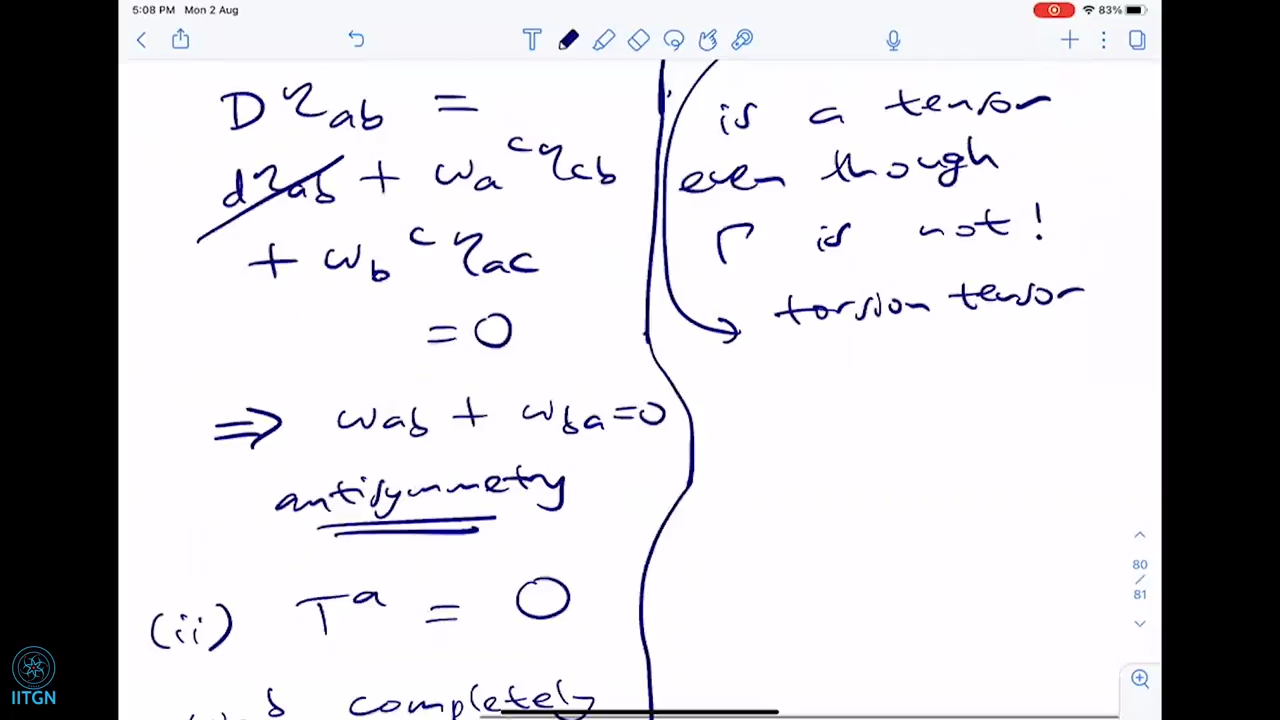 5:08 PM Mon 2 Aug
83%
D η_ab =
dη_ab + ω_a^c η_cb
+ ω_b^c η_ac
= 0
⇒ ω_ab + ω_ba = 0
antisymmetry
(ii) T^a = 0
completely
is a tensor
even though
Γ is not!
torsion tensor
80
/
81
IITGN